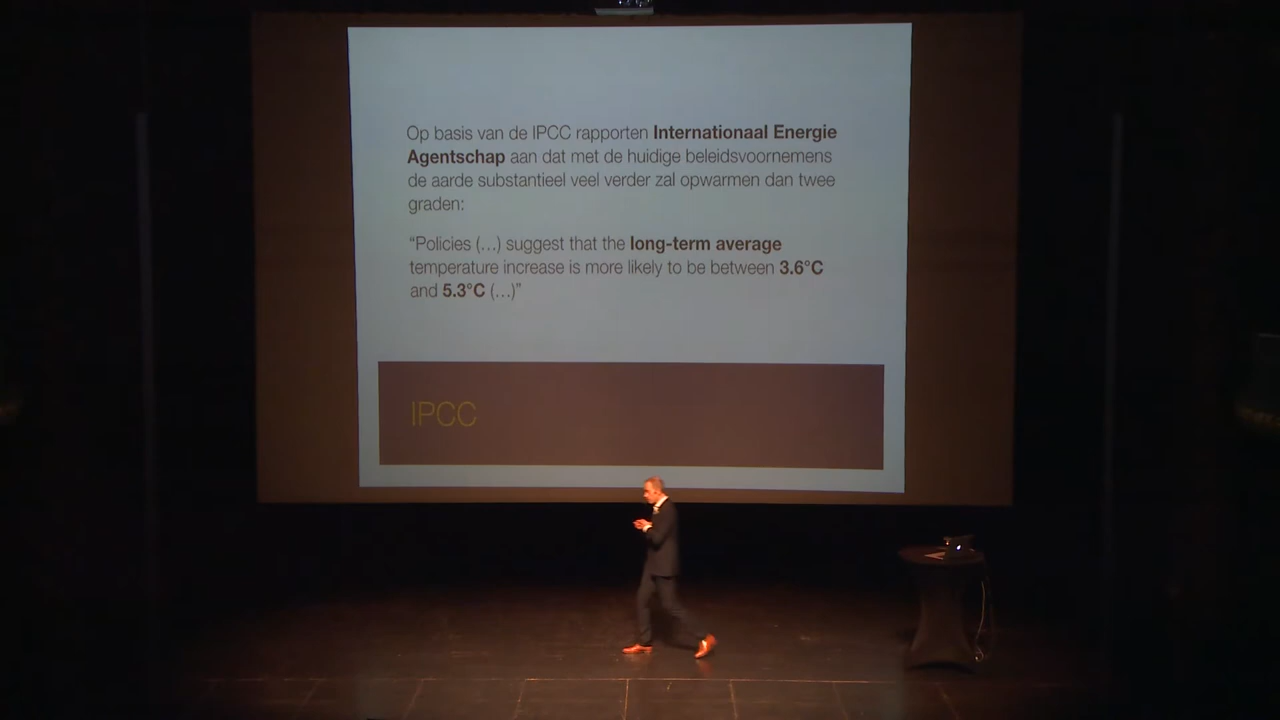 Op basis van de IPCC rapporten Internationaal Energie
Agentschap aan dat met de huidige beleidsvoornemens
de aarde substantieel veel verder zal opwarmen dan twee
graden:
“Policies (…) suggest that the long-term average
temperature increase is more likely to be between 3.6°C
and 5.3°C (…)”
IPCC